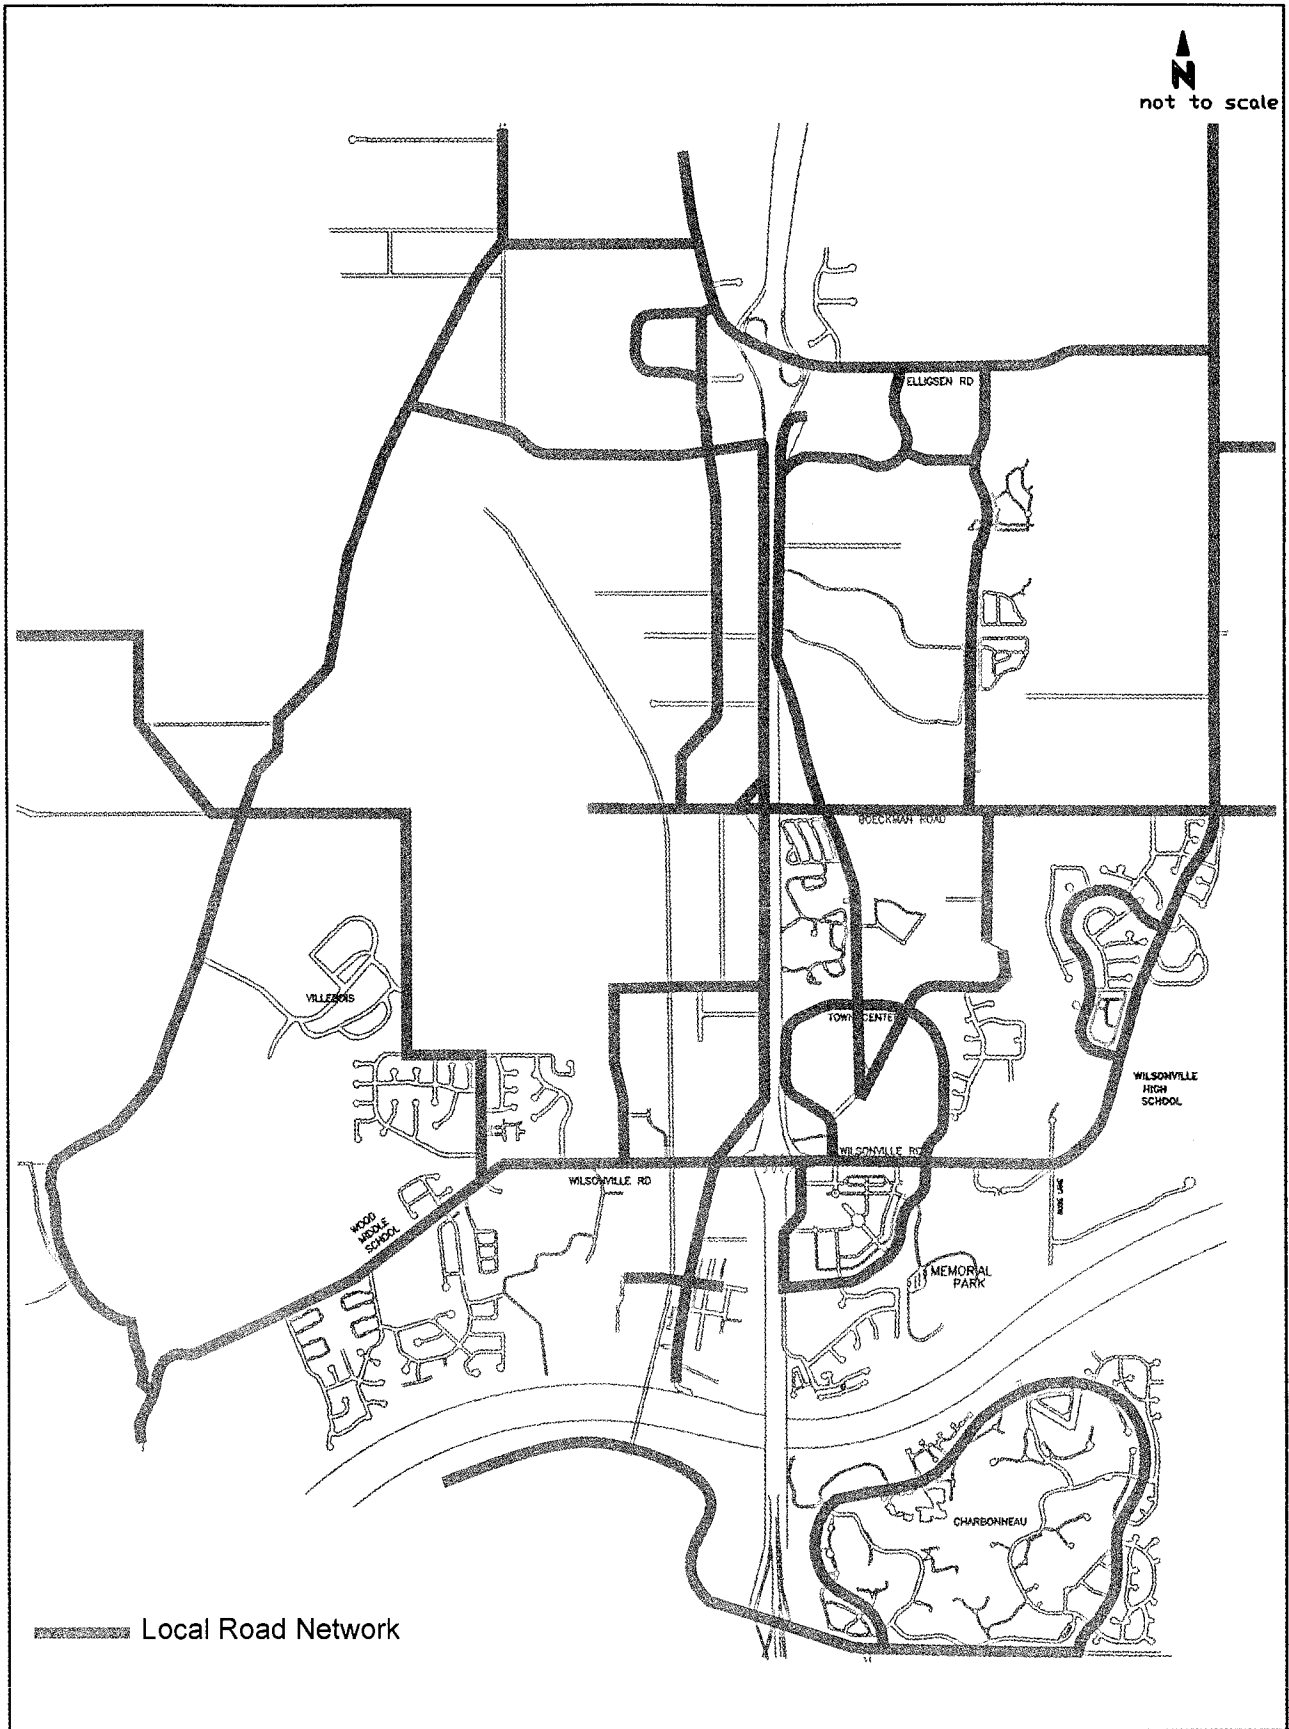 N
not to scale
ELLIGSEN RD
BOECKMAN ROAD
VILLEBOIS
TOWN CENTER
WILSONVILLE
HIGH
SCHOOL
WILSONVILLE RD
WILSONVILLE RD
WOOD
MIDDLE
SCHOOL
MEMORIAL
PARK
CHARBONNEAU
Local Road Network